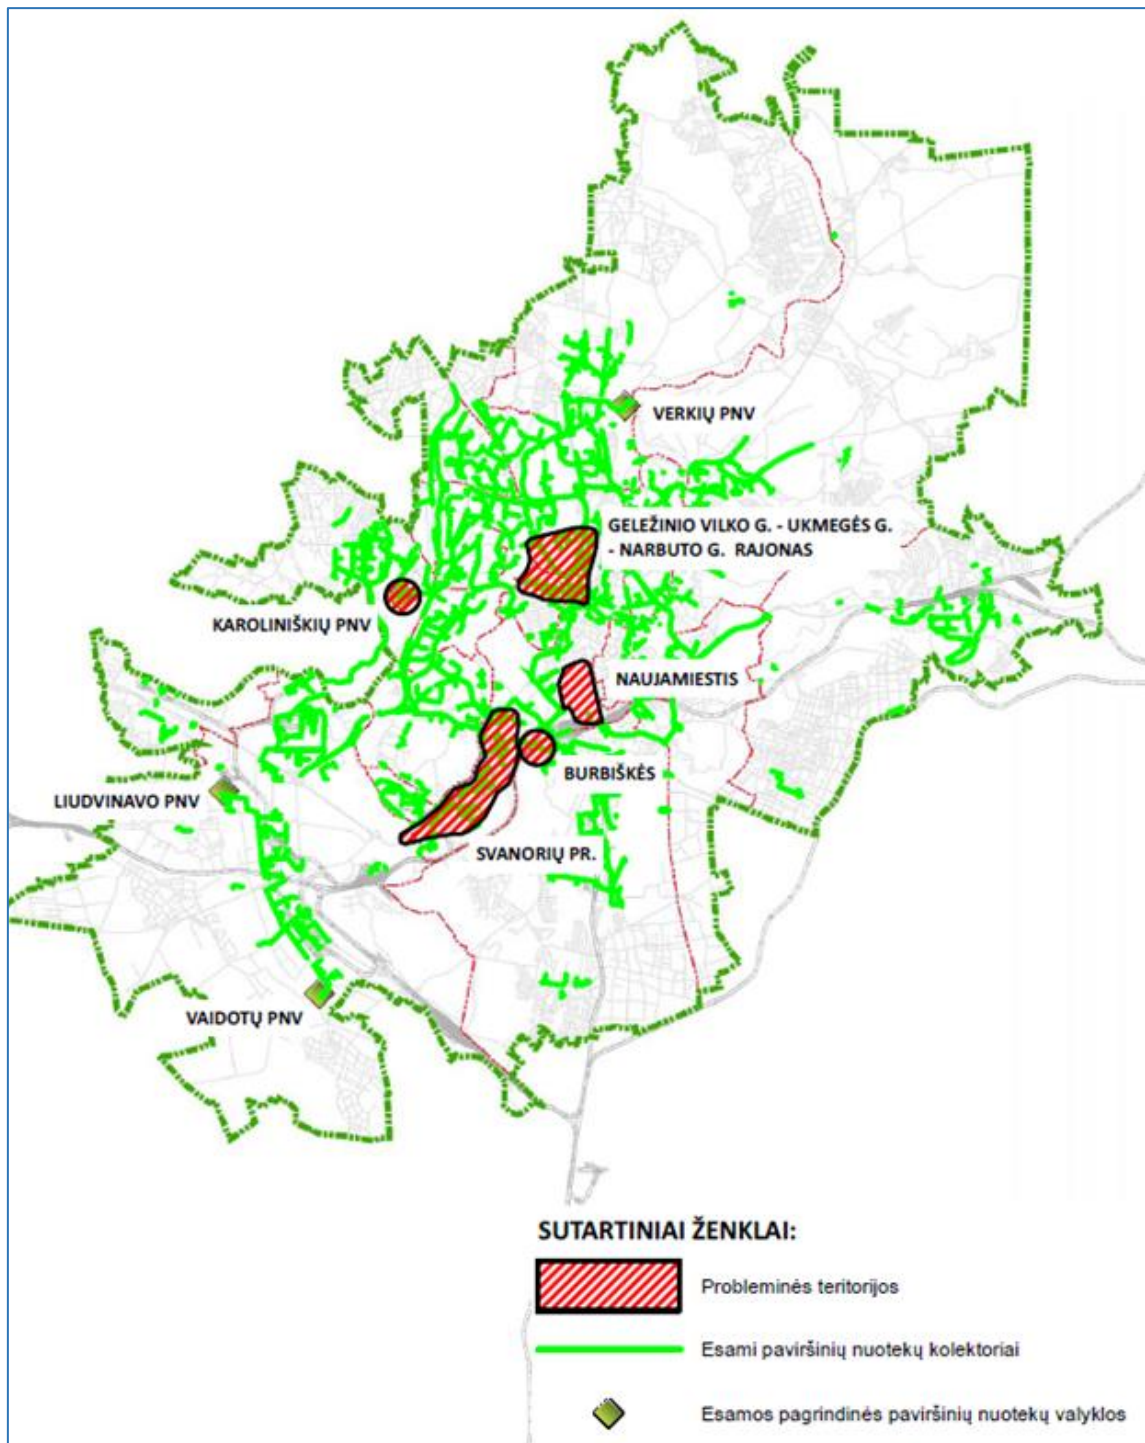 VERKIŲ PNV
GELEŽINIO VILKO G. - UKMEGĖS G.
- NARBUTO G. RAJONAS
KAROLINIŠKIŲ PNV
NAUJAMIESTIS
BURBIŠKĖS
LIUDVINAVO PNV
SVANORIŲ PR.
VAIDOTŲ PNV
SUTARTINIAI ŽENKLAI:
Probleminės teritorijos
Esami paviršinių nuotekų kolektoriai
Esamos pagrindinės paviršinių nuotekų valyklos